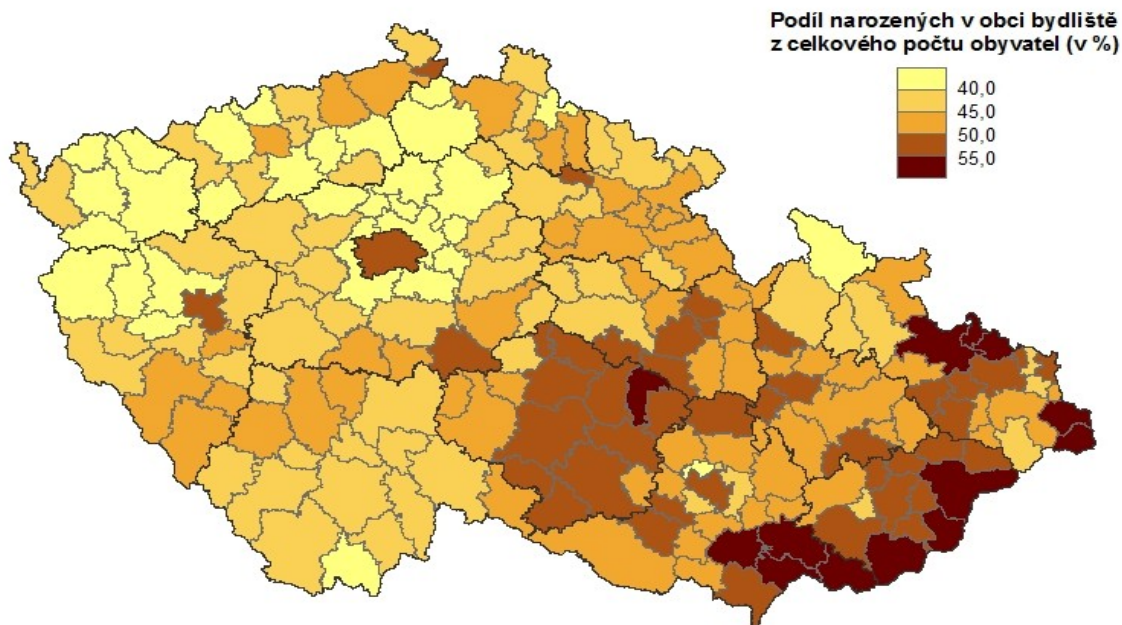 Podíl narozených v obci bydliště
z celkového počtu obyvatel (v %)
40,0
45,0
50,0
55,0